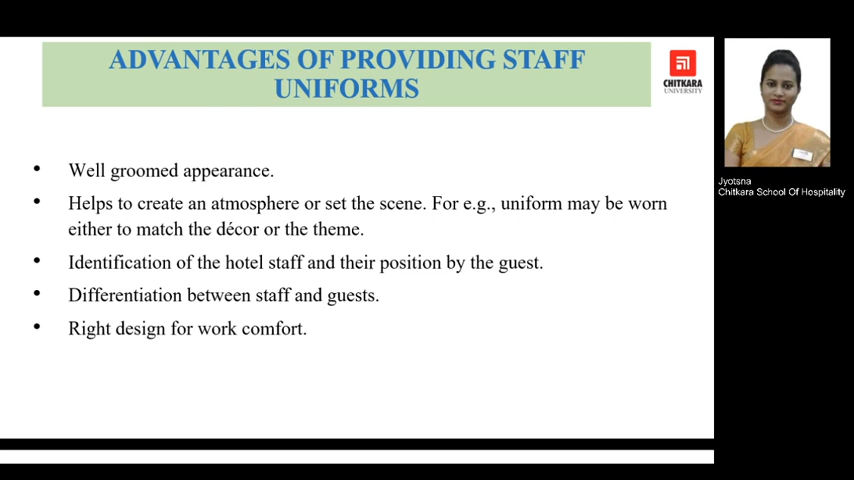 ADVANTAGES OF PROVIDING STAFF
UNIFORMS
CHITKARA
UNIVERSITY
• Well groomed appearance.
• Helps to create an atmosphere or set the scene. For e.g., uniform may be worn
either to match the décor or the theme.
• Identification of the hotel staff and their position by the guest.
• Differentiation between staff and guests.
• Right design for work comfort.
Jyotsna
Chitkara School Of Hospitality